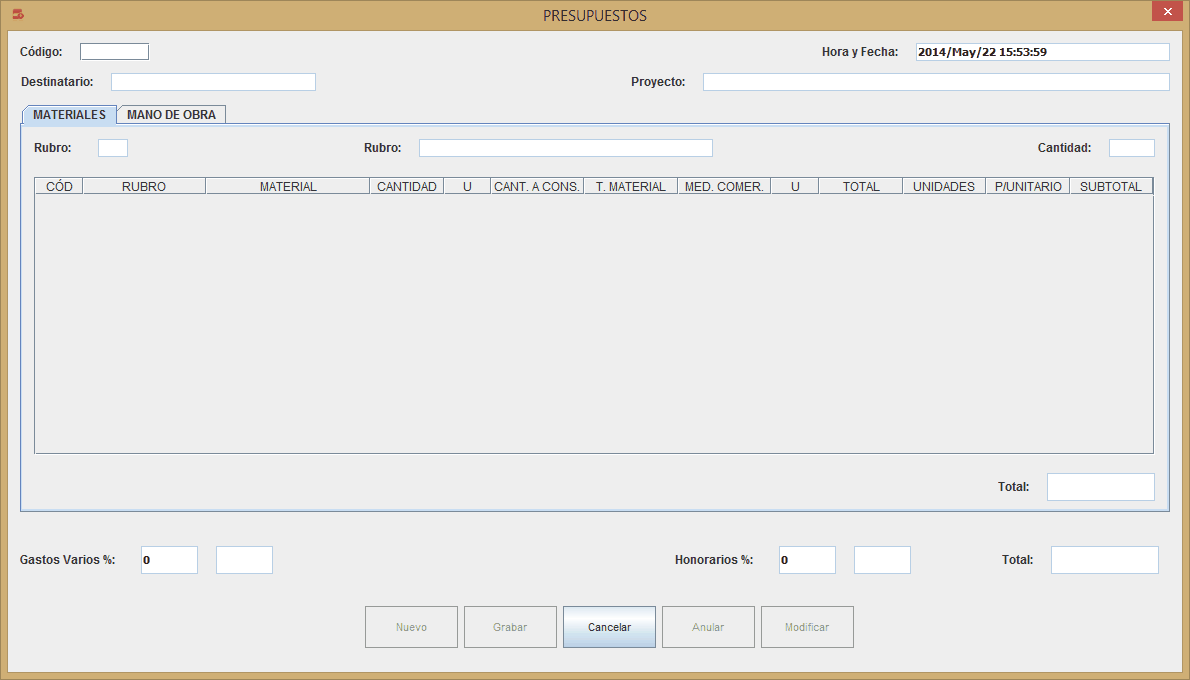 PRESUPUESTOS
Código: Hora y Fecha: 2014/May/22 15:53:59
Destinatario: Proyecto:
MATERIALES MANO DE OBRA
Rubro: Rubro: Cantidad:
CÓD RUBRO MATERIAL CANTIDAD U CANT. A CONS. T. MATERIAL MED. COMER. U TOTAL UNIDADES P/UNITARIO SUBTOTAL
Total:
Gastos Varios %: 0 Honorarios %: 0 Total:
Nuevo Grabar Cancelar Anular Modificar